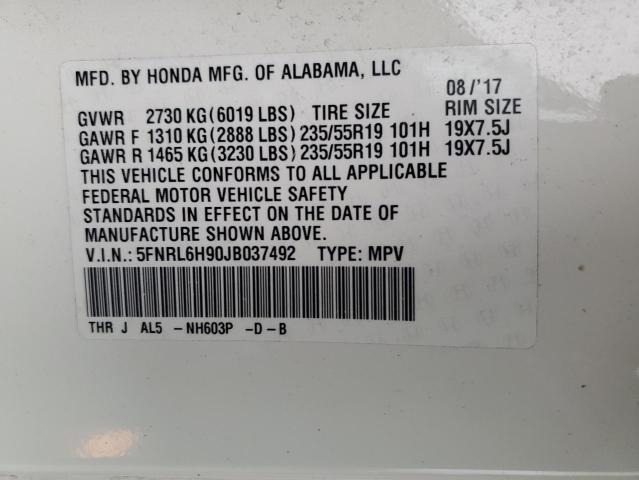 MFD. BY HONDA MFG. OF ALABAMA, LLC
08/'17
GVWR 2730 KG(6019 LBS) TIRE SIZE RIM SIZE
GAWR F 1310 KG(2888 LBS) 235/55R19 101H 19X7.5J
GAWR R 1465 KG(3230 LBS) 235/55R19 101H 19X7.5J
THIS VEHICLE CONFORMS TO ALL APPLICABLE
FEDERAL MOTOR VEHICLE SAFETY
STANDARDS IN EFFECT ON THE DATE OF
MANUFACTURE SHOWN ABOVE.
V.I.N.: 5FNRL6H90JB037492 TYPE: MPV
THR J AL5 -NH603P -D-B